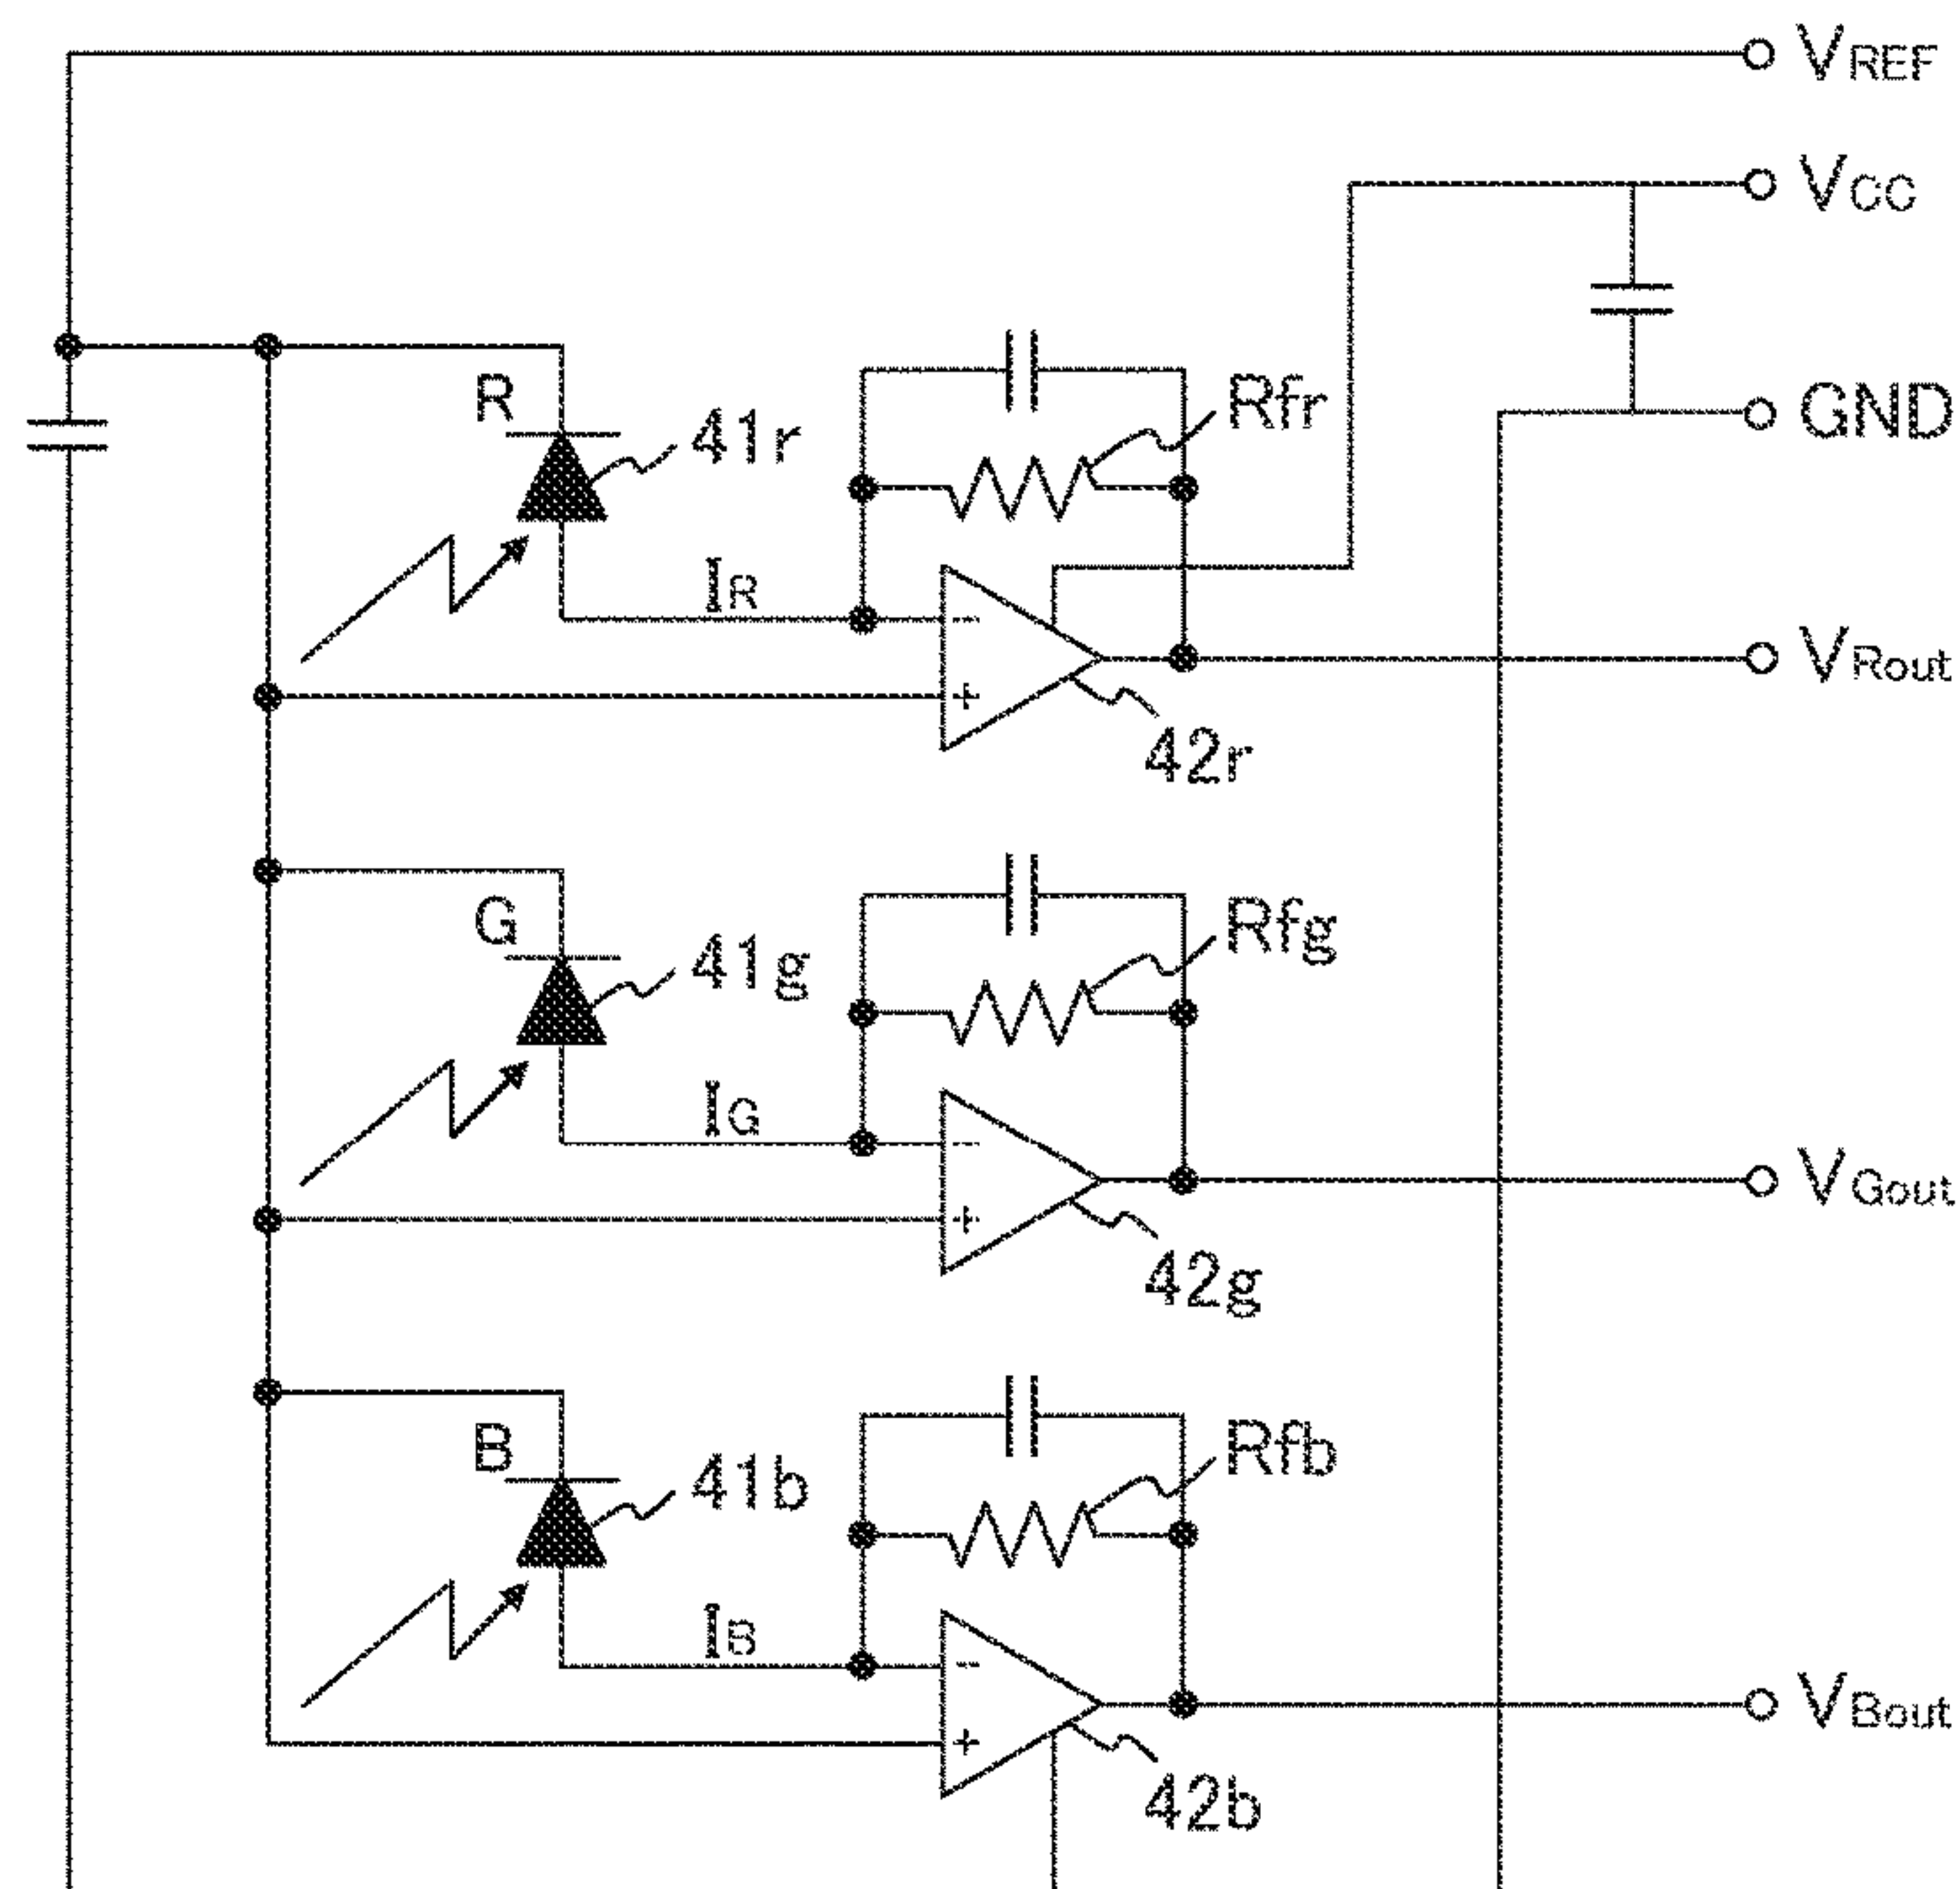 VREF
VCC
GND
R
41r
Rfr
IR
-
+
VRout
42r
G
41g
Rfg
IG
-
+
VGout
42g
B
41b
Rfb
IB
-
+
VBout
42b